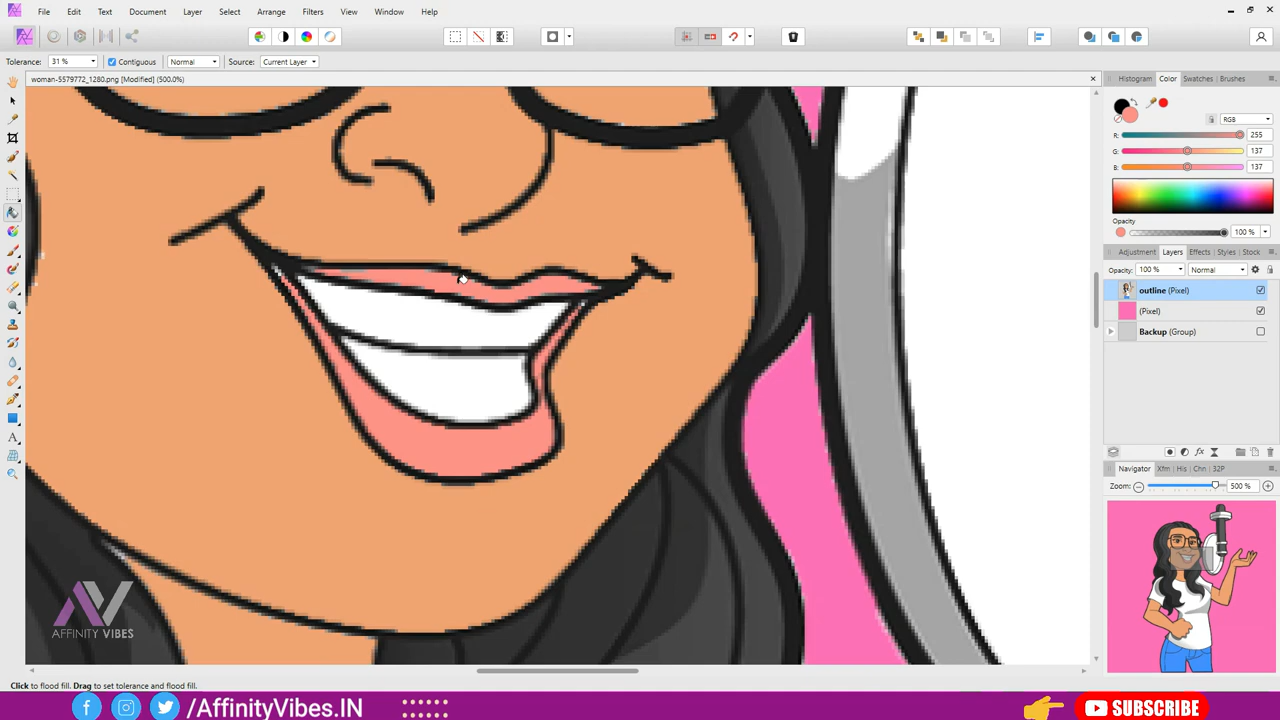 File Edit Text Document Layer Select Arrange Filters View Window Help
Tolerance: 31 % Contiguous Normal Source: Current Layer
woman-5579772_1280.png [Modified] (500.0%)
Histogram Color Swatches Brushes
RGB
R: 255
G: 137
B: 137
Opacity
100 %
Adjustment Layers Effects Styles Stock
Opacity: 100 % Normal
outline (Pixel)
(Pixel)
Backup (Group)
Navigator Xfm His Chn 32P
Zoom: 500 %
AV
AFFINITY VIBES
Click to flood fill. Drag to set tolerance and flood fill.
/AffinityVibes.IN
SUBSCRIBE